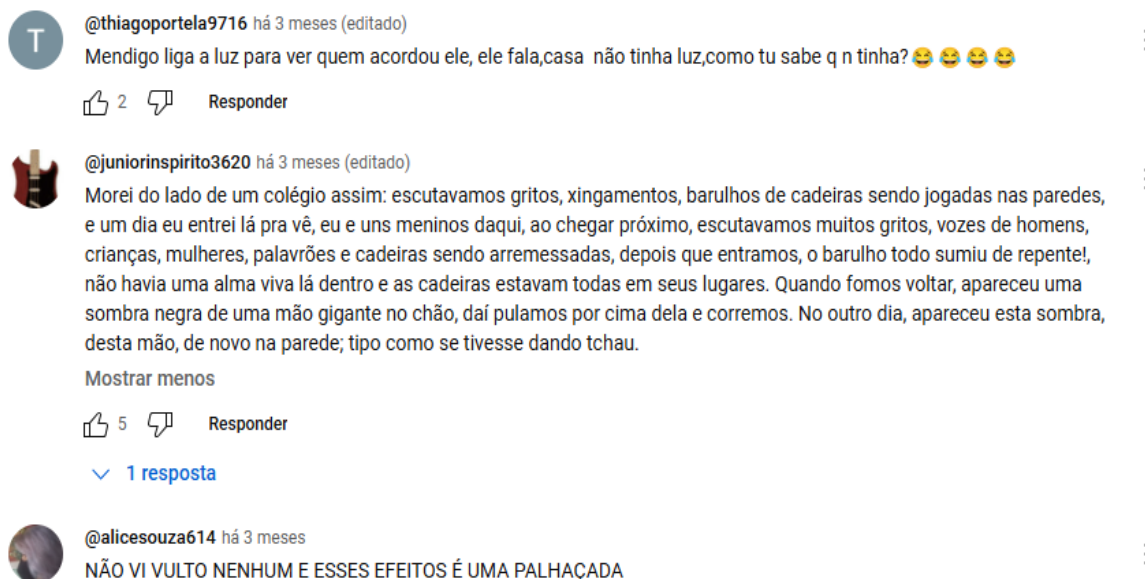 @thiagoportela9716 há 3 meses (editado)
Mendigo liga a luz para ver quem acordou ele, ele fala,casa não tinha luz,como tu sabe q n tinha?😂 😂 😂 😂
2 Responder
@juniorinspirito3620 há 3 meses (editado)
Morei do lado de um colégio assim: escutavamos gritos, xingamentos, barulhos de cadeiras sendo jogadas nas paredes,
e um dia eu entrei lá pra vê, eu e uns meninos daqui, ao chegar próximo, escutavamos muitos gritos, vozes de homens,
crianças, mulheres, palavrões e cadeiras sendo arremessadas, depois que entramos, o barulho todo sumiu de repente!,
não havia uma alma viva lá dentro e as cadeiras estavam todas em seus lugares. Quando fomos voltar, apareceu uma
sombra negra de uma mão gigante no chão, daí pulamos por cima dela e corremos. No outro dia, apareceu esta sombra,
desta mão, de novo na parede; tipo como se tivesse dando tchau.
Mostrar menos
5 Responder
1 resposta
@alicesouza614 há 3 meses
NÃO VI VULTO NENHUM E ESSES EFEITOS É UMA PALHAÇADA
T